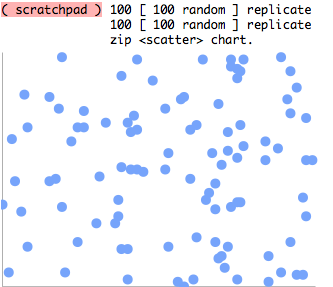 ( scratchpad ) 100 [ 100 random ] replicate
100 [ 100 random ] replicate
zip <scatter> chart.